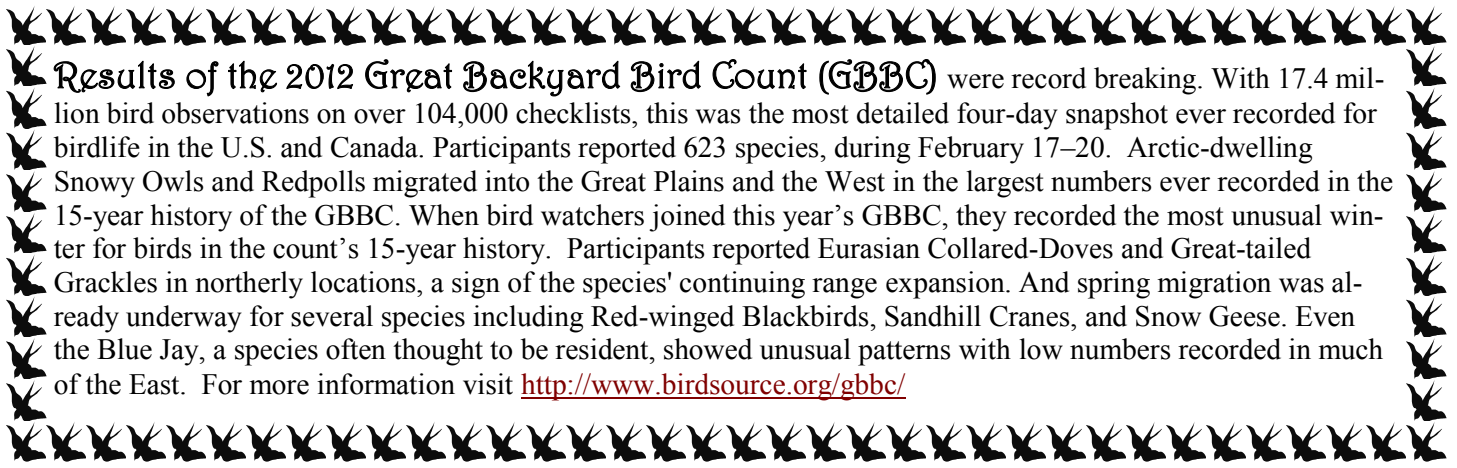 Results of the 2012 Great Backyard Bird Count (GBBC) were record breaking. With 17.4 mil-
lion bird observations on over 104,000 checklists, this was the most detailed four-day snapshot ever recorded for
birdlife in the U.S. and Canada. Participants reported 623 species, during February 17–20.  Arctic-dwelling
Snowy Owls and Redpolls migrated into the Great Plains and the West in the largest numbers ever recorded in the
15-year history of the GBBC. When bird watchers joined this year’s GBBC, they recorded the most unusual win-
ter for birds in the count’s 15-year history.  Participants reported Eurasian Collared-Doves and Great-tailed
Grackles in northerly locations, a sign of the species' continuing range expansion. And spring migration was al-
ready underway for several species including Red-winged Blackbirds, Sandhill Cranes, and Snow Geese. Even
the Blue Jay, a species often thought to be resident, showed unusual patterns with low numbers recorded in much
of the East.  For more information visit http://www.birdsource.org/gbbc/